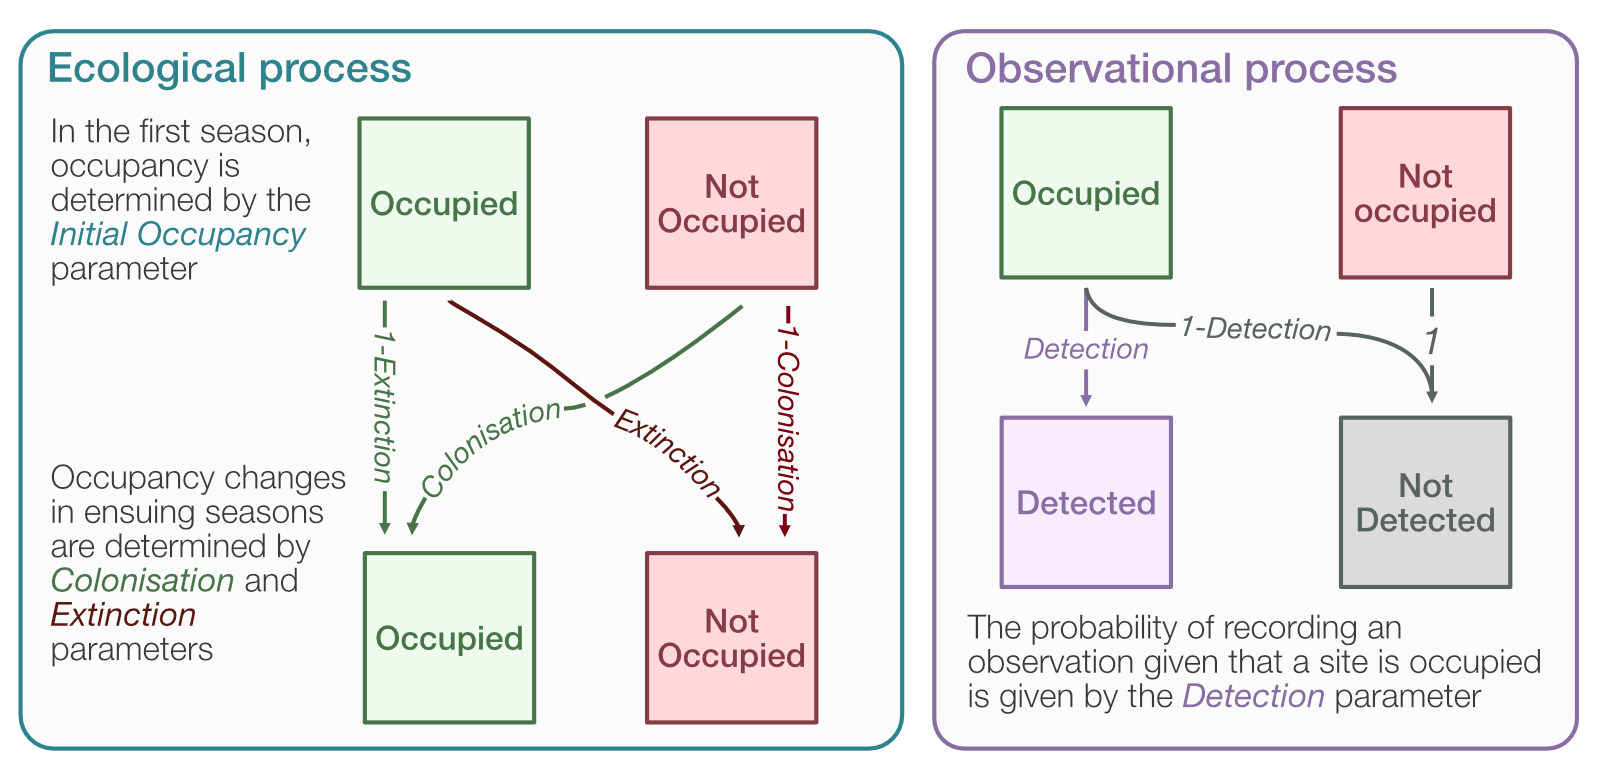 Ecological process
In the first season,
occupancy is
determined by the
Initial Occupancy
parameter
Occupied
Not
Occupied
1-Extinction
Colonisation
Extinction
1-Colonisation
Occupancy changes
in ensuing seasons
are determined by
Colonisation and
Extinction
parameters
Occupied
Not
Occupied
Observational process
Occupied
Not
occupied
Detection
1-Detection
1
Detected
Not
Detected
The probability of recording an
observation given that a site is occupied
is given by the Detection parameter